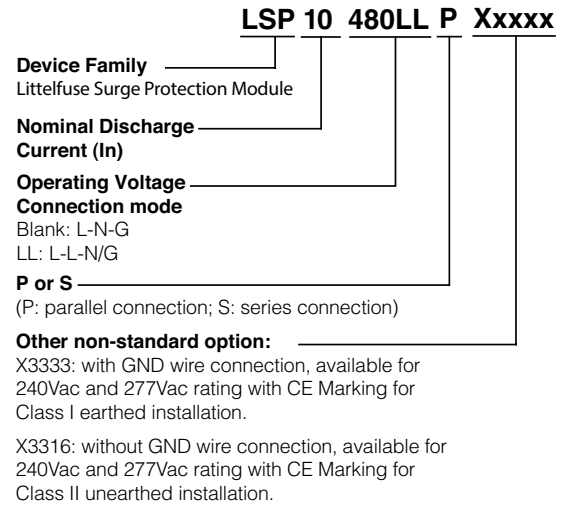 LSP 10 480LL P Xxxxx
Device Family
Littelfuse Surge Protection Module
Nominal Discharge
Current (In)
Operating Voltage
Connection mode
Blank: L-N-G
LL: L-L-N/G
P or S
(P: parallel connection; S: series connection)
Other non-standard option:
X3333: with GND wire connection, available for
240Vac and 277Vac rating with CE Marking for
Class I earthed installation.
X3316: without GND wire connection, available for
240Vac and 277Vac rating with CE Marking for
Class II unearthed installation.